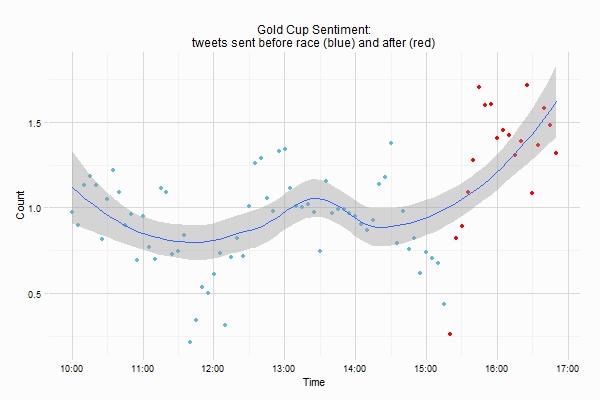 Gold Cup Sentiment:
tweets sent before race (blue) and after (red)
Count
1.5
1.0
0.5
10:00 11:00 12:00 13:00 14:00 15:00 16:00 17:00
Time